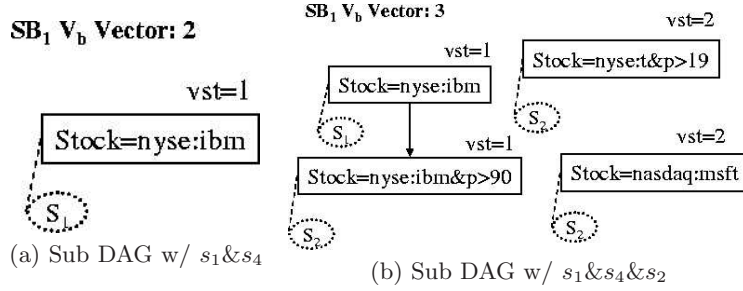 SB₁ V_b Vector: 2
vst=1
Stock=nyse:ibm
S₁
(a) Sub DAG w/ s₁&s₄
SB₁ V_b Vector: 3
vst=1
Stock=nyse:ibm
S₁
vst=2
Stock=nyse:t&p>19
S₂
vst=1
Stock=nyse:ibm&p>90
S₂
vst=2
Stock=nasdaq:msft
S₂
(b) Sub DAG w/ s₁&s₄&s₂